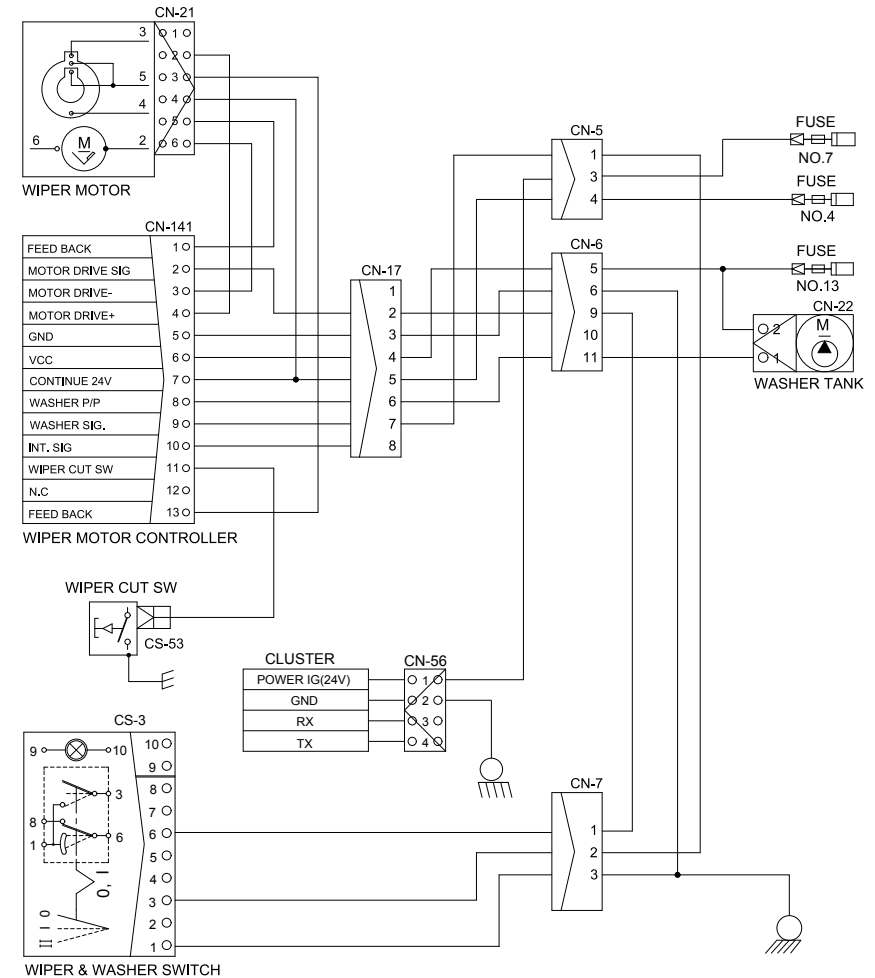 CN-21
3
5
4
6
M
2
1
2
3
4
5
6
WIPER MOTOR
CN-141
FEED BACK 1
MOTOR DRIVE SIG 2
MOTOR DRIVE- 3
MOTOR DRIVE+ 4
GND 5
VCC 6
CONTINUE 24V 7
WASHER P/P 8
WASHER SIG. 9
INT. SIG 10
WIPER CUT SW 11
N.C 12
FEED BACK 13
WIPER MOTOR CONTROLLER
CN-17
1
2
3
4
5
6
7
8
CN-5
1
3
4
FUSE
NO.7
FUSE
NO.4
CN-6
5
6
9
10
11
FUSE
NO.13
CN-22
2
1
M
WASHER TANK
WIPER CUT SW
CS-53
CLUSTER
CN-56
POWER IG(24V) 1
GND 2
RX 3
TX 4
CS-3
9 10
3
8
1
6
0, I
II I O
10
9
8
7
6
5
4
3
2
1
WIPER & WASHER SWITCH
CN-7
1
2
3